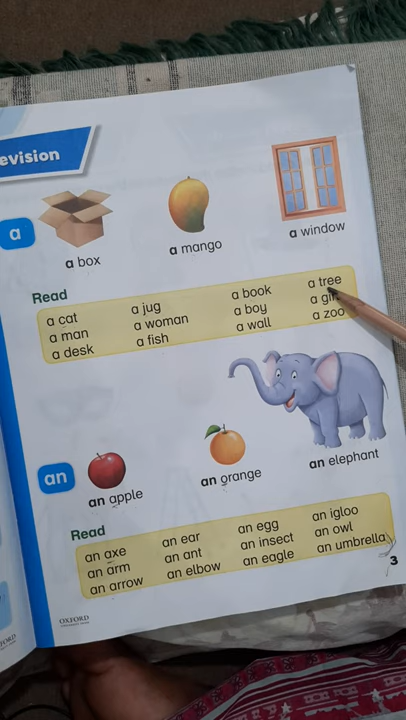 evision
a
a box
a mango
a window
Read
a cat a jug a book a tree
a man a woman a boy a
a desk a fish a wall a zoo
an
an apple
an orange
an elephant
Read
an axe an ear an egg an igloo
an arm an ant an insect an owl
an arrow an elbow an eagle an umbrella
OXFORD
3